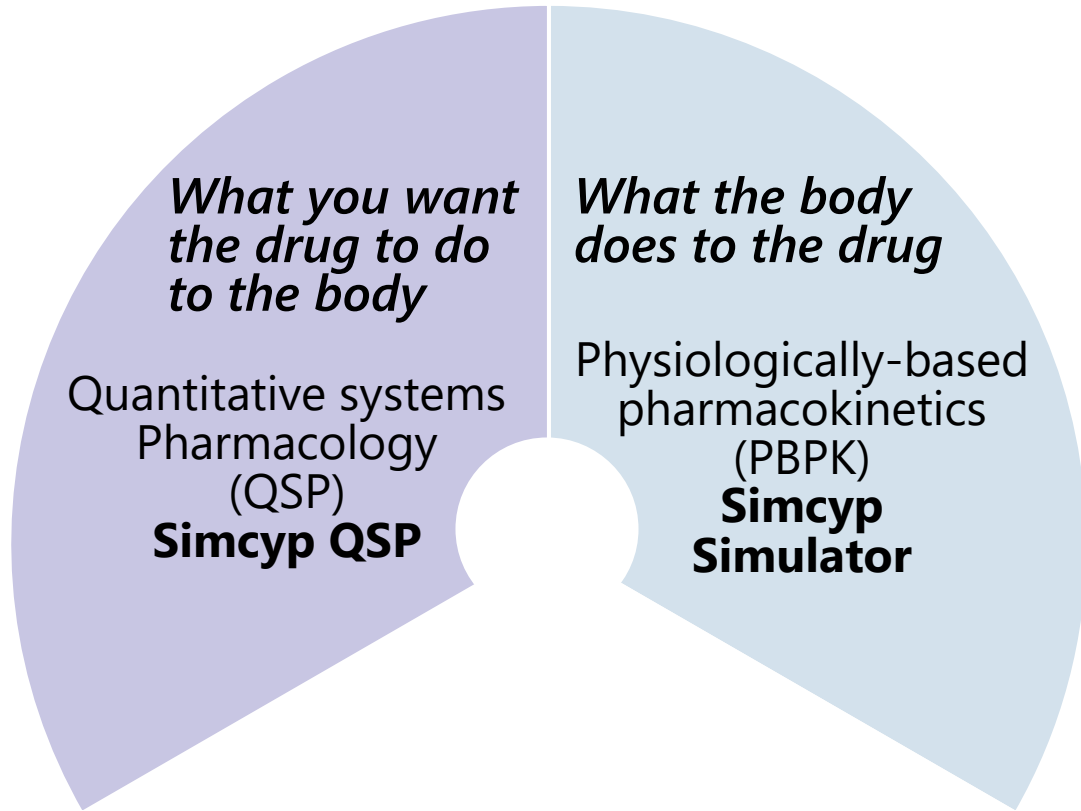 What you want
the drug to do
to the body
Quantitative systems
Pharmacology
(QSP)
Simcyp QSP
What the body
does to the drug
Physiologically-based
pharmacokinetics
(PBPK)
Simcyp
Simulator